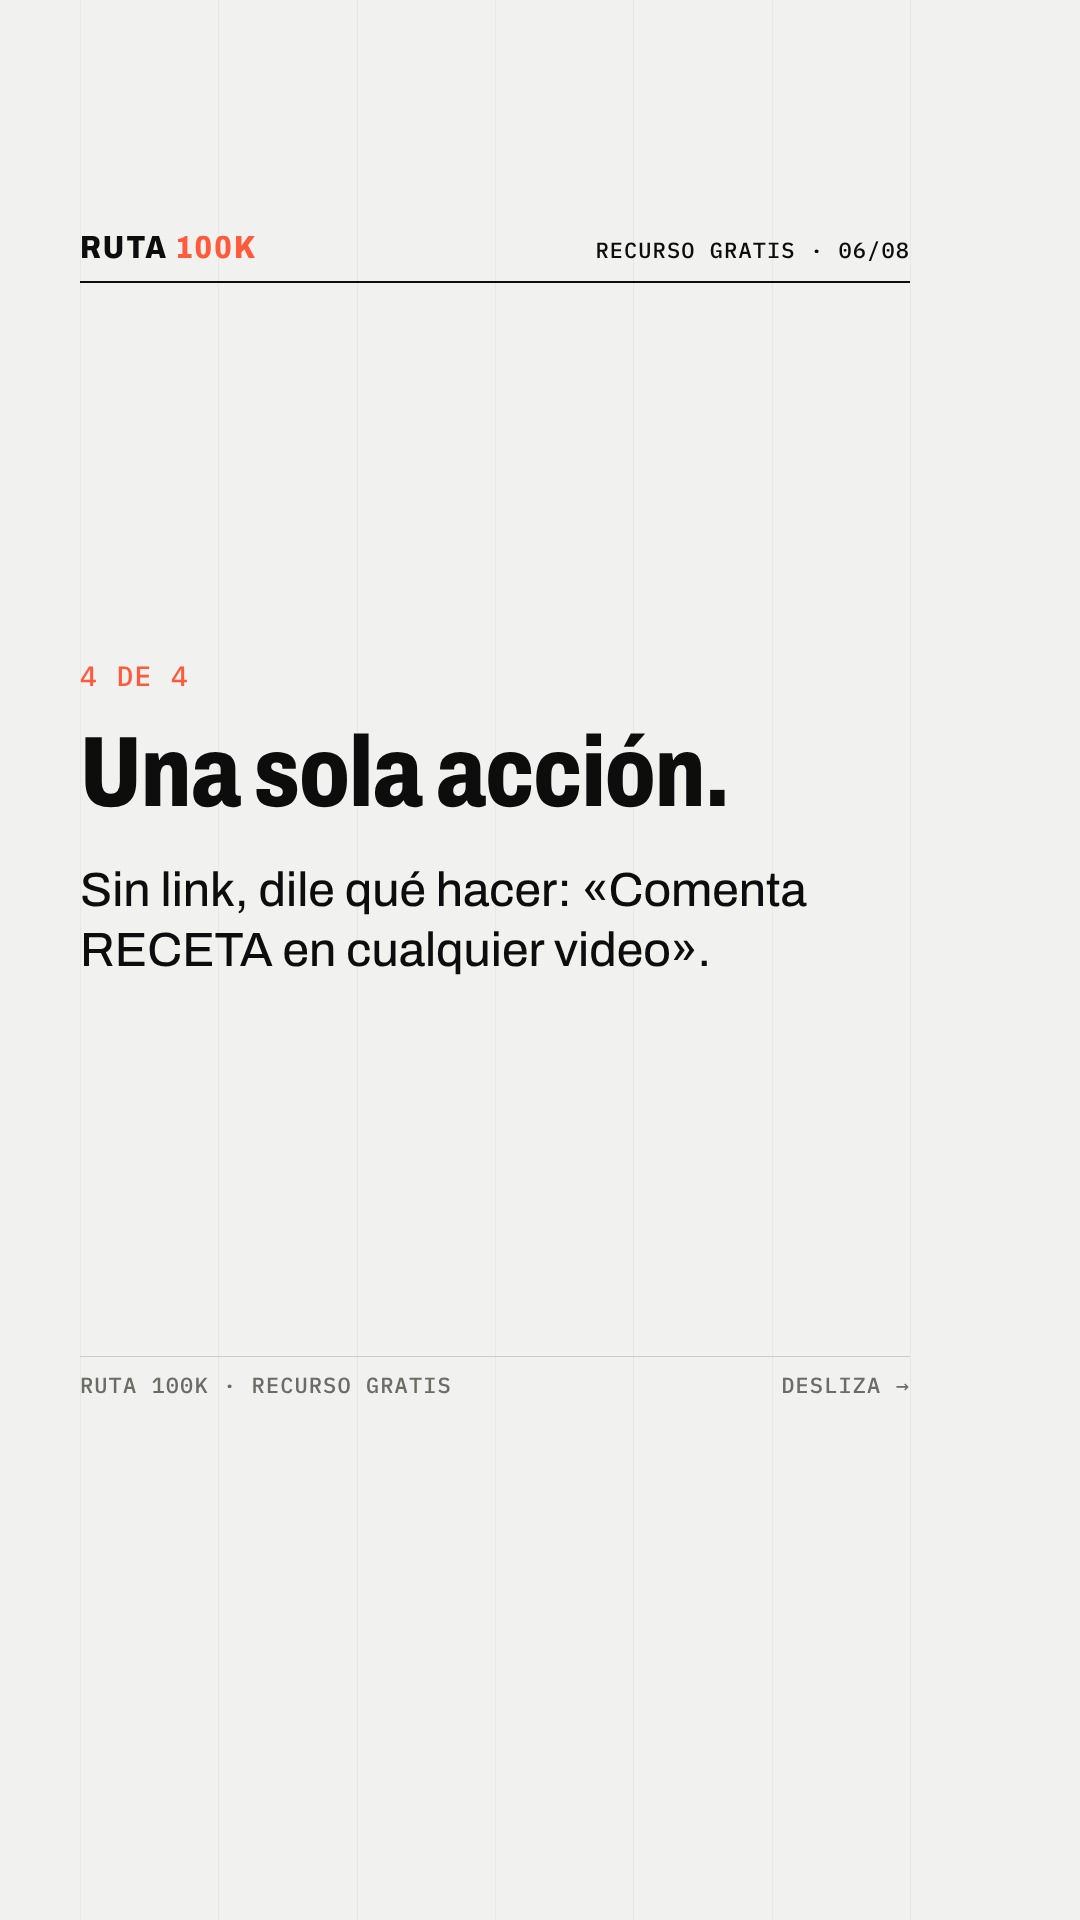 RUTA 100K
RECURSO GRATIS · 06/08
4 DE 4
Una sola acción.
Sin link, dile qué hacer: «Comenta
RECETA en cualquier video».
RUTA 100K · RECURSO GRATIS
DESLIZA →